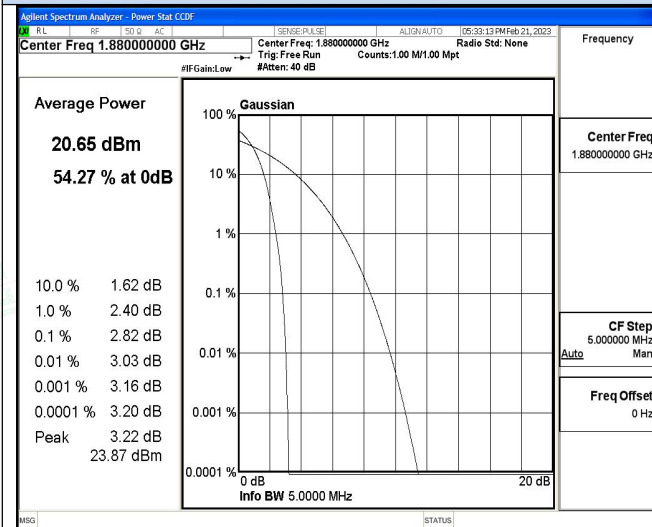 Agilent Spectrum Analyzer - Power Stat CCDF
RL RF 50 Ω AC SENSE:PULSE ALIGN AUTO 05:33:13 PM Feb 21, 2023
Center Freq 1.880000000 GHz
Center Freq: 1.880000000 GHz Radio Std: None
Trig: Free Run Counts:1.00 M/1.00 Mpt
#IFGain:Low #Atten: 40 dB
Frequency
Center Freq
1.880000000 GHz
CF Step
5.000000 MHz
Auto Man
Freq Offset
0 Hz
Average Power
20.65 dBm
54.27 % at 0dB
10.0 % 1.62 dB
1.0 % 2.40 dB
0.1 % 2.82 dB
0.01 % 3.03 dB
0.001 % 3.16 dB
0.0001 % 3.20 dB
Peak 3.22 dB
23.87 dBm
Gaussian
100 %
10 %
1 %
0.1 %
0.01 %
0.001 %
0.0001 %
0 dB 20 dB
Info BW 5.0000 MHz
MSG STATUS